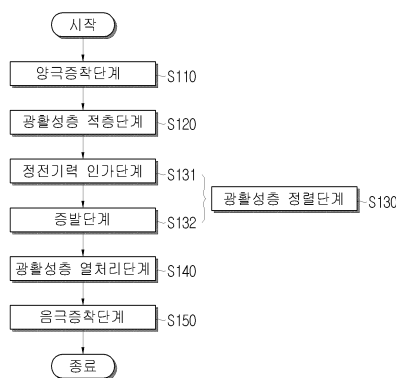 시작
양극증착단계 S110
광활성층 적층단계 S120
정전기력 인가단계 S131
증발단계 S132
광활성층 정렬단계 S130
광활성층 열처리단계 S140
음극증착단계 S150
종료